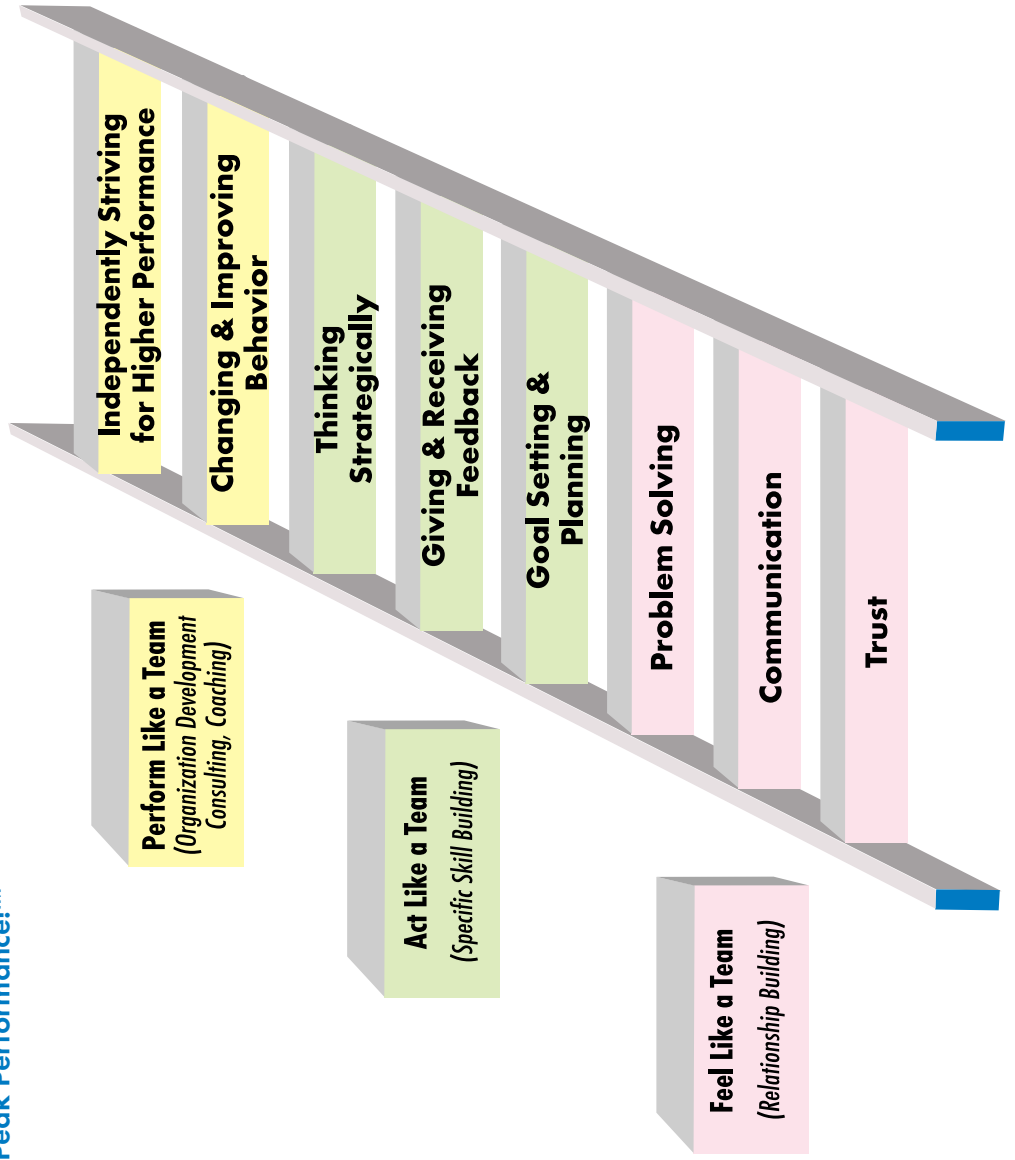 Peak Performance!
Independently Striving
for Higher Performance
Changing & Improving
Behavior
Thinking
Strategically
Giving & Receiving
Feedback
Goal Setting &
Planning
Problem Solving
Communication
Trust
Perform Like a Team
(Organization Development
Consulting, Coaching)
Act Like a Team
(Specific Skill Building)
Feel Like a Team
(Relationship Building)